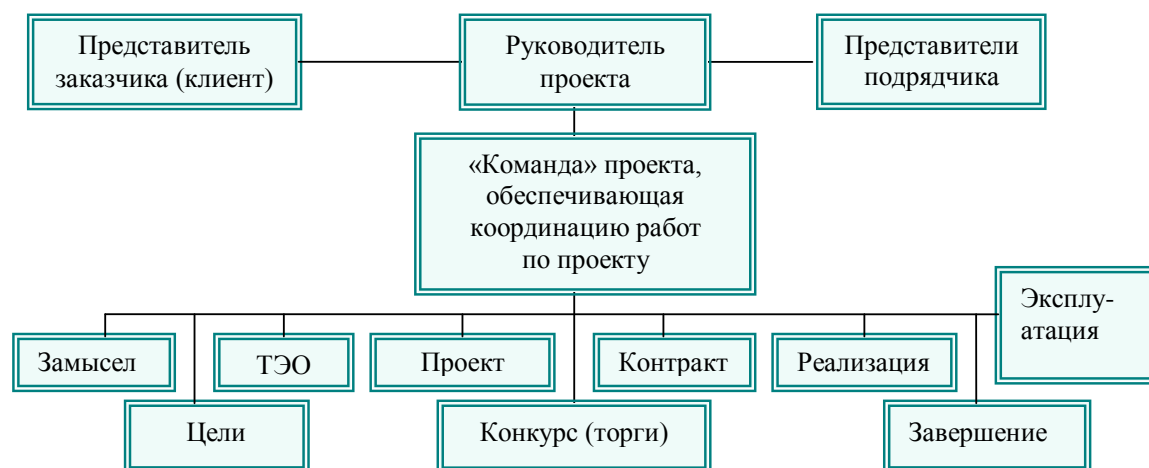 Представитель
заказчика (клиент)
Руководитель
проекта
Представители
подрядчика
«Команда» проекта,
обеспечивающая
координацию работ
по проекту
Эксплу-
атация
Замысел
ТЭО
Проект
Контракт
Реализация
Цели
Конкурс (торги)
Завершение